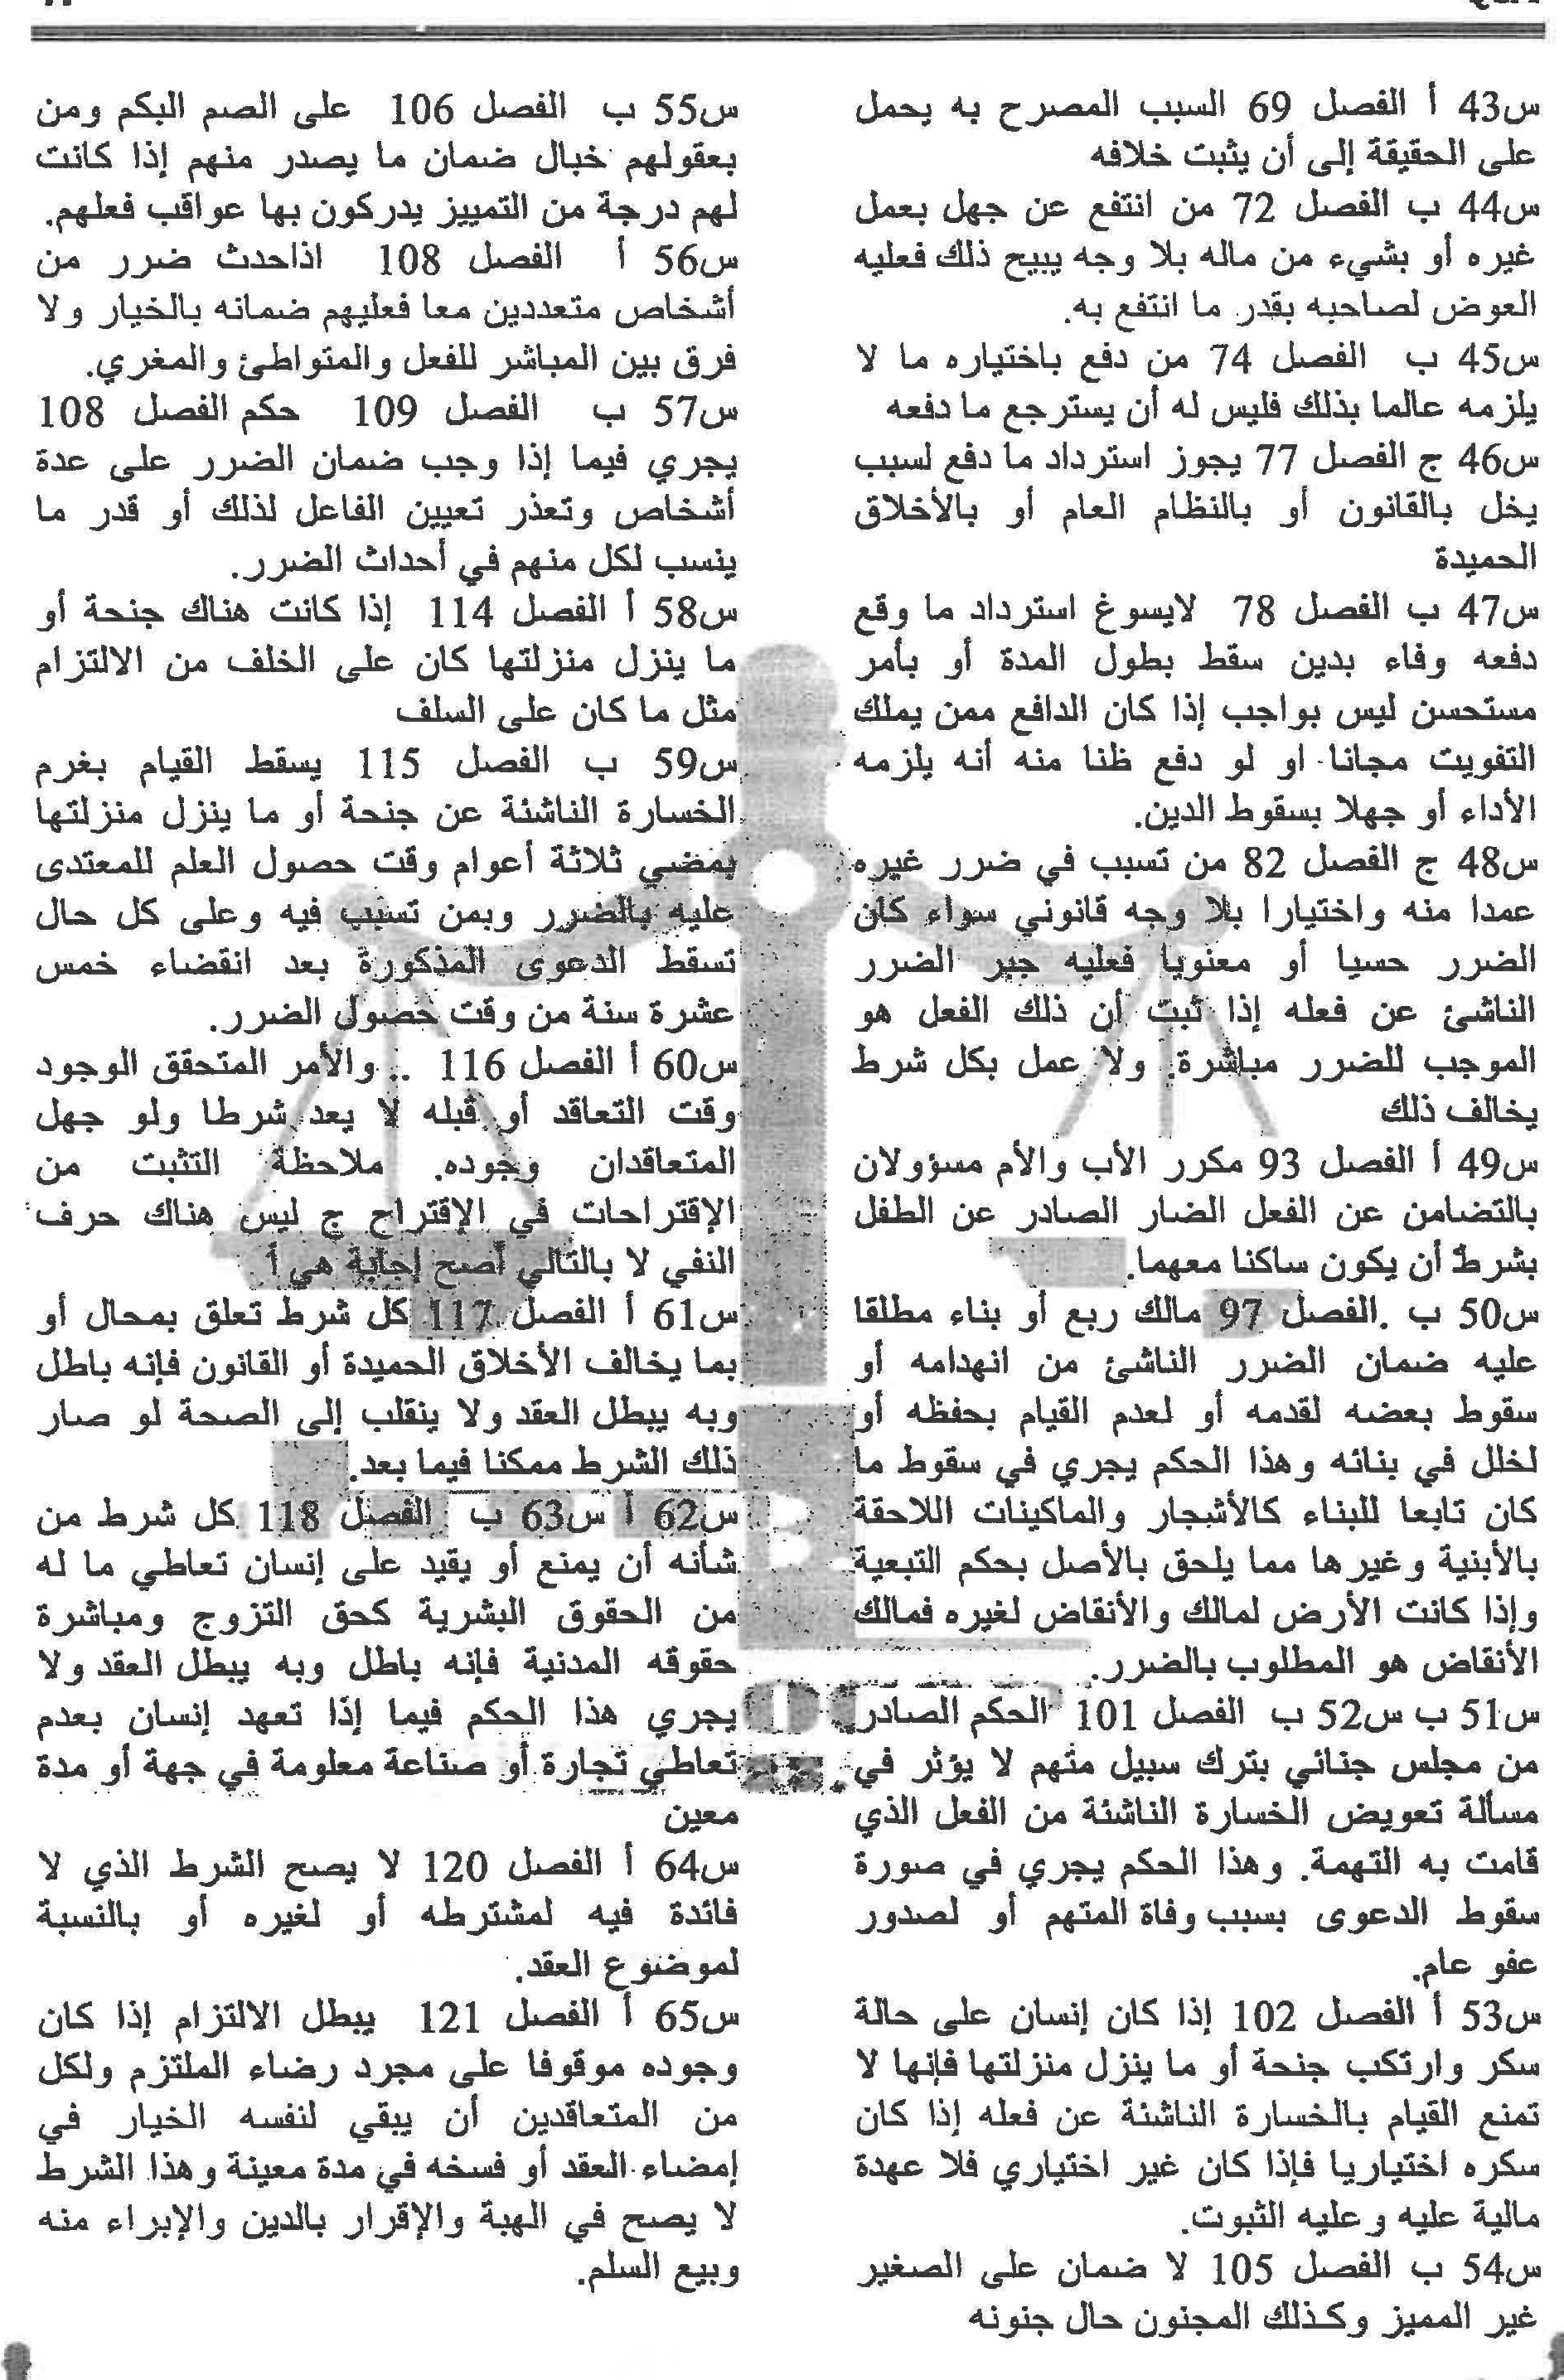 س43 أ الفصل 69 السبب المصرح به يحمل
على الحقيقة إلى أن يثبت خلافه
س44 ب الفصل 72 من انتفع عن جهل بعمل
غيره أو بشيء من ماله بلا وجه يبيح ذلك فعليه
العوض لصاحبه بقدر ما انتفع به.
س45 ب الفصل 74 من دفع باختياره ما لا
يلزمه عالما بذلك فليس له أن يسترجع ما دفعه
س46 ج الفصل 77 يجوز استرداد ما دفع لسبب
يخل بالقانون أو بالنظام العام أو بالأخلاق
الحميدة
س47 ب الفصل 78 لايسوغ استرداد ما وقع
دفعه وفاء بدين سقط بطول المدة أو بأمر
مستحسن ليس بواجب إذا كان الدافع ممن يملك
التفويت مجانا او لو دفع ظنا منه أنه يلزمه
الأداء أو جهلا بسقوط الدين.
س48 ج الفصل 82 من تسبب في ضرر غيره
عمدا منه واختيارا بلا وجه قانوني سواء كان
الضرر حسيا أو معنويا فعليه جبر الضرر
الناشئ عن فعله إذا ثبت أن ذلك الفعل هو
الموجب للضرر مباشرة. ولا عمل بكل شرط
يخالف ذلك
س49 أ الفصل 93 مكرر الأب والأم مسؤولان
بالتضامن عن الفعل الضار الصادر عن الطفل
بشرط أن يكون ساكنا معهما.
س50 ب .الفصل 97 مالك ربع أو بناء مطلقا
عليه ضمان الضرر الناشئ من انهدامه أو
سقوط بعضه لقدمه أو لعدم القيام بحفظه أو
لخلل في بنائه وهذا الحكم يجري في سقوط ما
كان تابعا للبناء كالأشجار والماكينات اللاحقة
بالأبنية وغيرها مما يلحق بالأصل بحكم التبعية
وإذا كانت الأرض لمالك والأنقاض لغيره فمالك
الأنقاض هو المطلوب بالضرر.
س51 ب س52 ب الفصل 101 الحكم الصادر
من مجلس جنائي بترك سبيل متهم لا يؤثر في
مسألة تعويض الخسارة الناشئة من الفعل الذي
قامت به التهمة. وهذا الحكم يجري في صورة
سقوط الدعوى بسبب وفاة المتهم أو لصدور
عفو عام.
س53 أ الفصل 102 إذا كان إنسان على حالة
سكر وارتكب جنحة أو ما ينزل منزلتها فإنها لا
تمنع القيام بالخسارة الناشئة عن فعله إذا كان
سكره اختياريا فإذا كان غير اختياري فلا عهدة
مالية عليه وعليه الثبوت.
س54 ب الفصل 105 لا ضمان على الصغير
غير المميز وكذلك المجنون حال جنونه
س55 ب الفصل 106 على الصم البكم ومن
بعقولهم خبال ضمان ما يصدر منهم إذا كانت
لهم درجة من التمييز يدركون بها عواقب فعلهم.
س56 أ الفصل 108 اذاحدث ضرر من
أشخاص متعددين معا فعليهم ضمانه بالخيار ولا
فرق بين المباشر للفعل والمتواطئ والمغري.
س57 ب الفصل 109 حكم الفصل 108
يجري فيما إذا وجب ضمان الضرر على عدة
أشخاص وتعذر تعيين الفاعل لذلك أو قدر ما
ينسب لكل منهم في أحداث الضرر.
س58 أ الفصل 114 إذا كانت هناك جنحة أو
ما ينزل منزلتها كان على الخلف من الالتزام
مثل ما كان على السلف
س59 ب الفصل 115 يسقط القيام بغرم
الخسارة الناشئة عن جنحة أو ما ينزل منزلتها
بمضي ثلاثة أعوام وقت حصول العلم للمعتدى
عليه بالضرر وبمن تسبب فيه وعلى كل حال
تسقط الدعوى المذكورة بعد انقضاء خمس
عشرة سنة من وقت حصول الضرر.
س60 أ الفصل 116 .. والأمر المتحقق الوجود
وقت التعاقد أو قبله لا يعد شرطا ولو جهل
المتعاقدان وجوده. ملاحظة التثبت من
الإقتراحات في الإقتراح ج ليس هناك حرف
النفي لا بالتالي أصح إجابة هي أ
س61 أ الفصل 117 كل شرط تعلق بمحال أو
بما يخالف الأخلاق الحميدة أو القانون فإنه باطل
وبه يبطل العقد ولا ينقلب إلى الصحة لو صار
ذلك الشرط ممكنا فيما بعد.
س62 أ س63 ب الفصل 118 كل شرط من
شأنه أن يمنع أو يقيد على إنسان تعاطي ما له
من الحقوق البشرية كحق التزوج ومباشرة
حقوقه المدنية فإنه باطل وبه يبطل العقد ولا
يجري هذا الحكم فيما إذا تعهد إنسان بعدم
تعاطي تجارة أو صناعة معلومة في جهة أو مدة
معين
س64 أ الفصل 120 لا يصح الشرط الذي لا
فائدة فيه لمشترطه أو لغيره أو بالنسبة
لموضوع العقد.
س65 أ الفصل 121 يبطل الالتزام إذا كان
وجوده موقوفا على مجرد رضاء الملتزم ولكل
من المتعاقدين أن يبقي لنفسه الخيار في
إمضاء العقد أو فسخه في مدة معينة وهذا الشرط
لا يصح في الهبة والإقرار بالدين والإبراء منه
وبيع السلم.